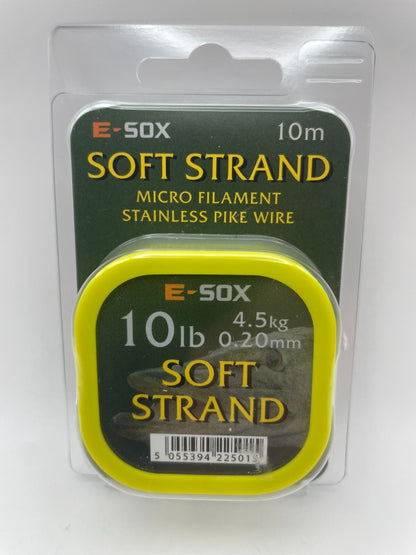 E-SOX 10m
SOFT STRAND
MICRO FILAMENT
STAINLESS PIKE WIRE
E-SOX
10lb 4.5kg
0.20mm
SOFT
STRAND
5 055394 225015